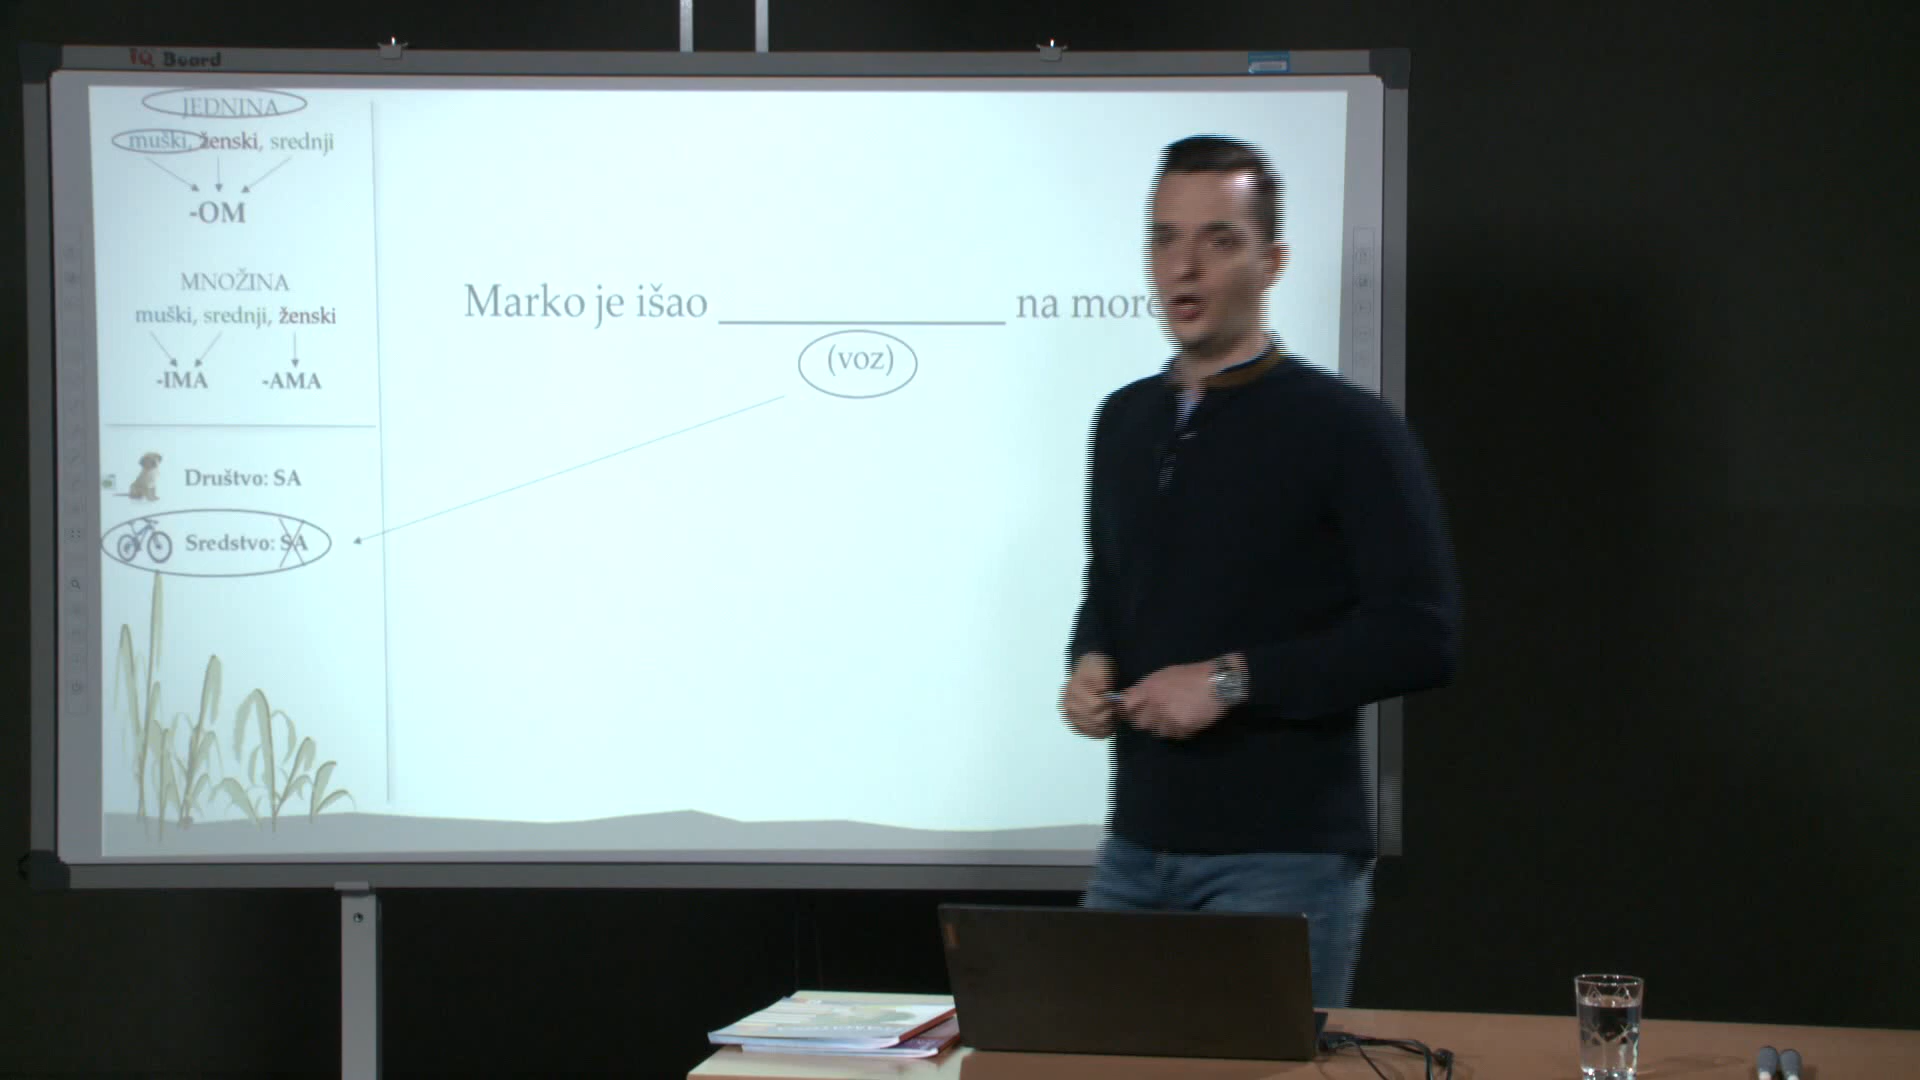 IQ Board
JEDNINA
muški, ženski, srednji
-OM
MNOŽINA
muški, srednji, ženski
-IMA -AMA
Društvo: SA
Sredstvo: SA
Marko je išao ______________ na more
(voz)